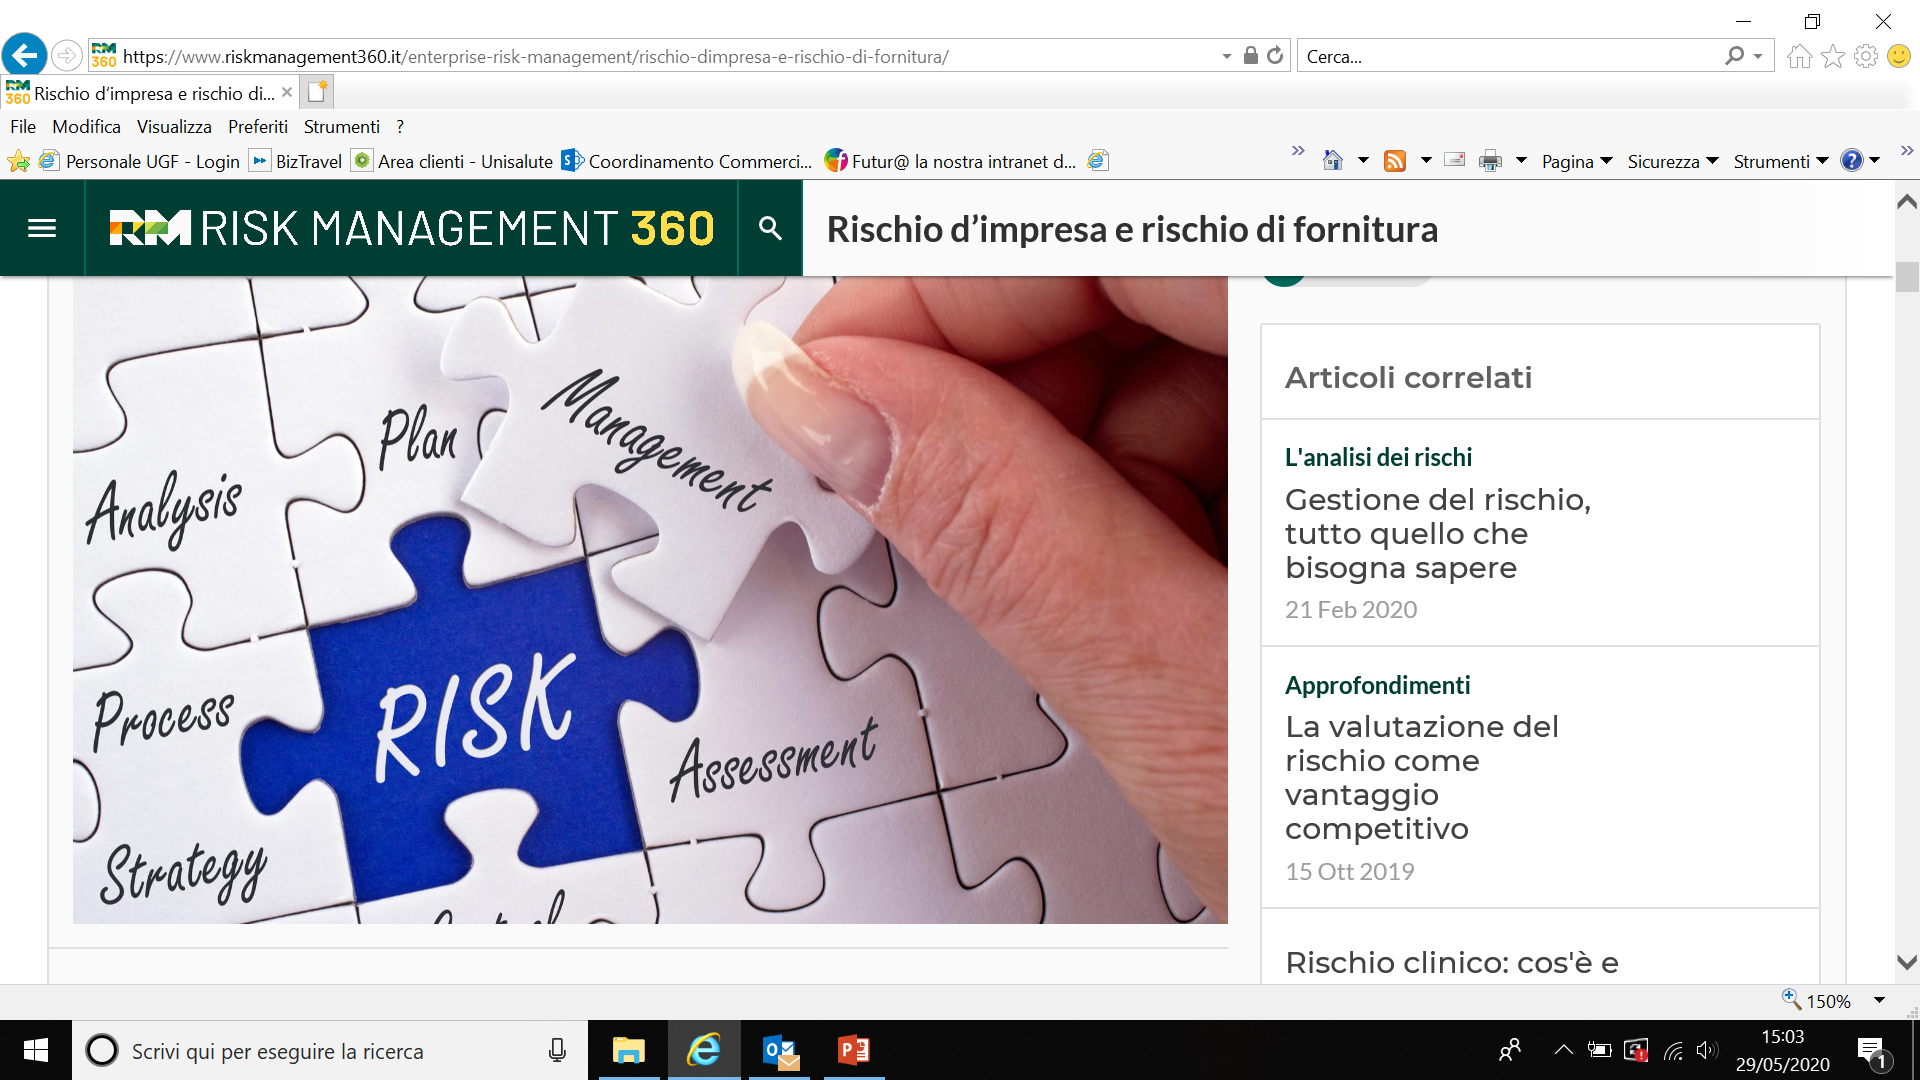 https://www.riskmanagement360.it/enterprise-risk-management/rischio-dimpresa-e-rischio-di-fornitura/
Cerca...
RM 360 Rischio d'impresa e rischio di...
File Modifica Visualizza Preferiti Strumenti ?
Personale UGF - Login BizTravel Area clienti - Unisalute Coordinamento Commerci... Futur@ la nostra intranet d... Pagina Sicurezza Strumenti
RM RISK MANAGEMENT 360
Rischio d’impresa e rischio di fornitura
Management
Plan
Analysis
Process
RISK
Assessment
Strategy
Articoli correlati
L'analisi dei rischi
Gestione del rischio,
tutto quello che
bisogna sapere
21 Feb 2020
Approfondimenti
La valutazione del
rischio come
vantaggio
competitivo
15 Ott 2019
Rischio clinico: cos'è e
150%
Scrivi qui per eseguire la ricerca
15:03
29/05/2020
1